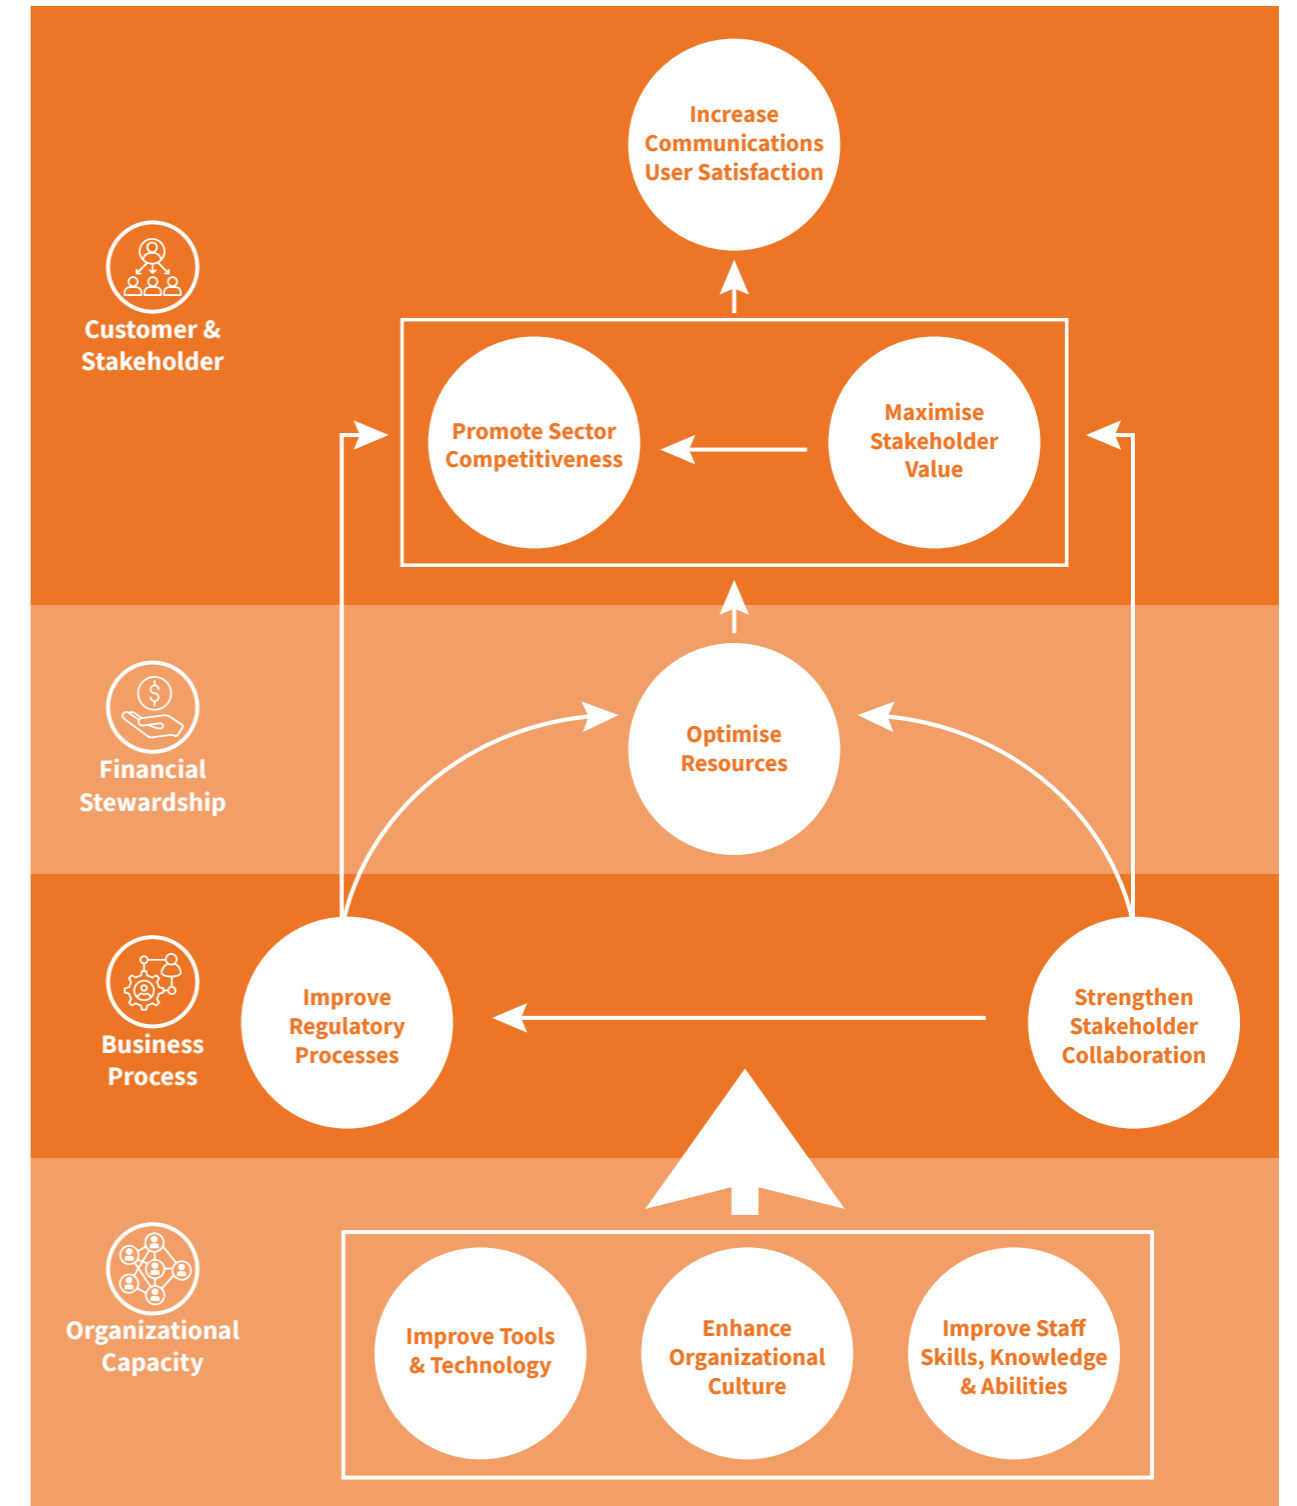 Increase
Communications
User Satisfaction
Customer &
Stakeholder
Promote Sector
Competitiveness
Maximise
Stakeholder
Value
Financial
Stewardship
Optimise
Resources
Business
Process
Improve
Regulatory
Processes
Strengthen
Stakeholder
Collaboration
Organizational
Capacity
Improve Tools
& Technology
Enhance
Organizational
Culture
Improve Staff
Skills, Knowledge
& Abilities